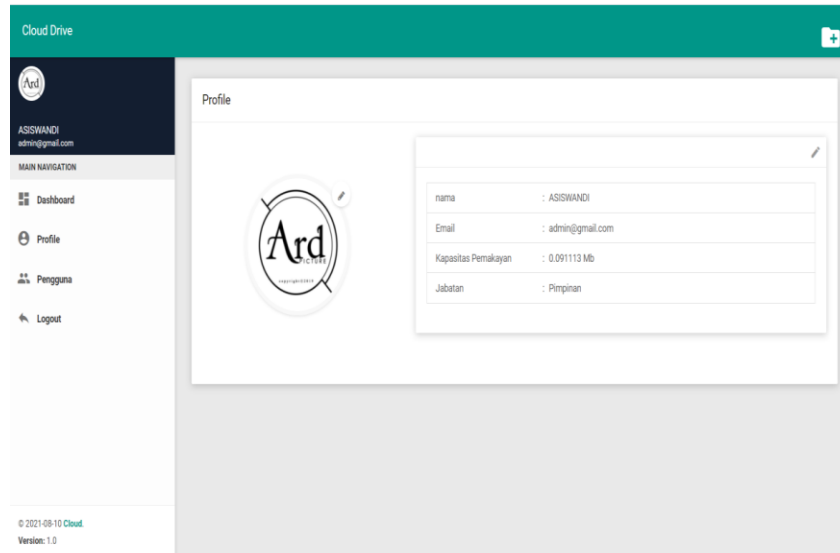 Cloud Drive
Ard
ASISWANDI
admin@gmail.com
MAIN NAVIGATION
Dashboard
Profile
Pengguna
Logout
© 2021-08-10 Cloud.
Version: 1.0
Profile
Ard
PICTURE
nama : ASISWANDI
Email : admin@gmail.com
Kapasitas Pemakayan : 0.091113 Mb
Jabatan : Pimpinan